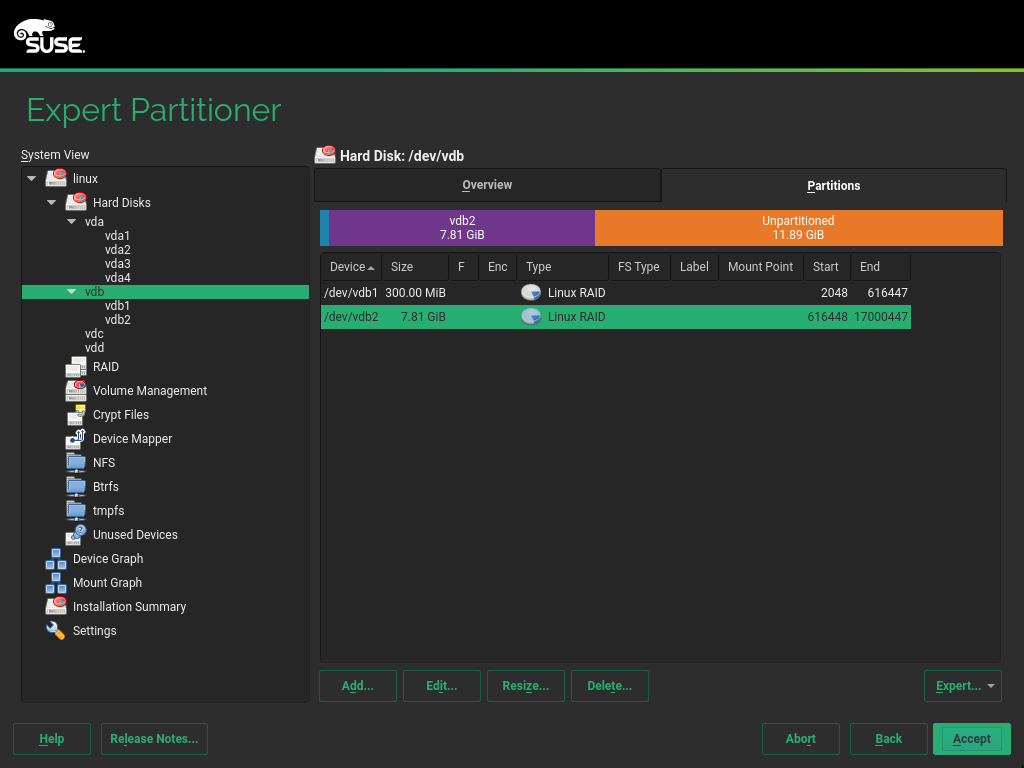 SUSE.
Expert Partitioner
System View
linux
Hard Disks
vda
vda1
vda2
vda3
vda4
vdb
vdb1
vdb2
vdc
vdd
RAID
Volume Management
Crypt Files
Device Mapper
NFS
Btrfs
tmpfs
Unused Devices
Device Graph
Mount Graph
Installation Summary
Settings
Hard Disk: /dev/vdb
Overview Partitions
vdb2 Unpartitioned
7.81 GiB 11.89 GiB
Device Size F Enc Type FS Type Label Mount Point Start End
/dev/vdb1 300.00 MiB Linux RAID 2048 616447
/dev/vdb2 7.81 GiB Linux RAID 616448 17000447
Add... Edit... Resize... Delete... Expert...
Help Release Notes... Abort Back Accept